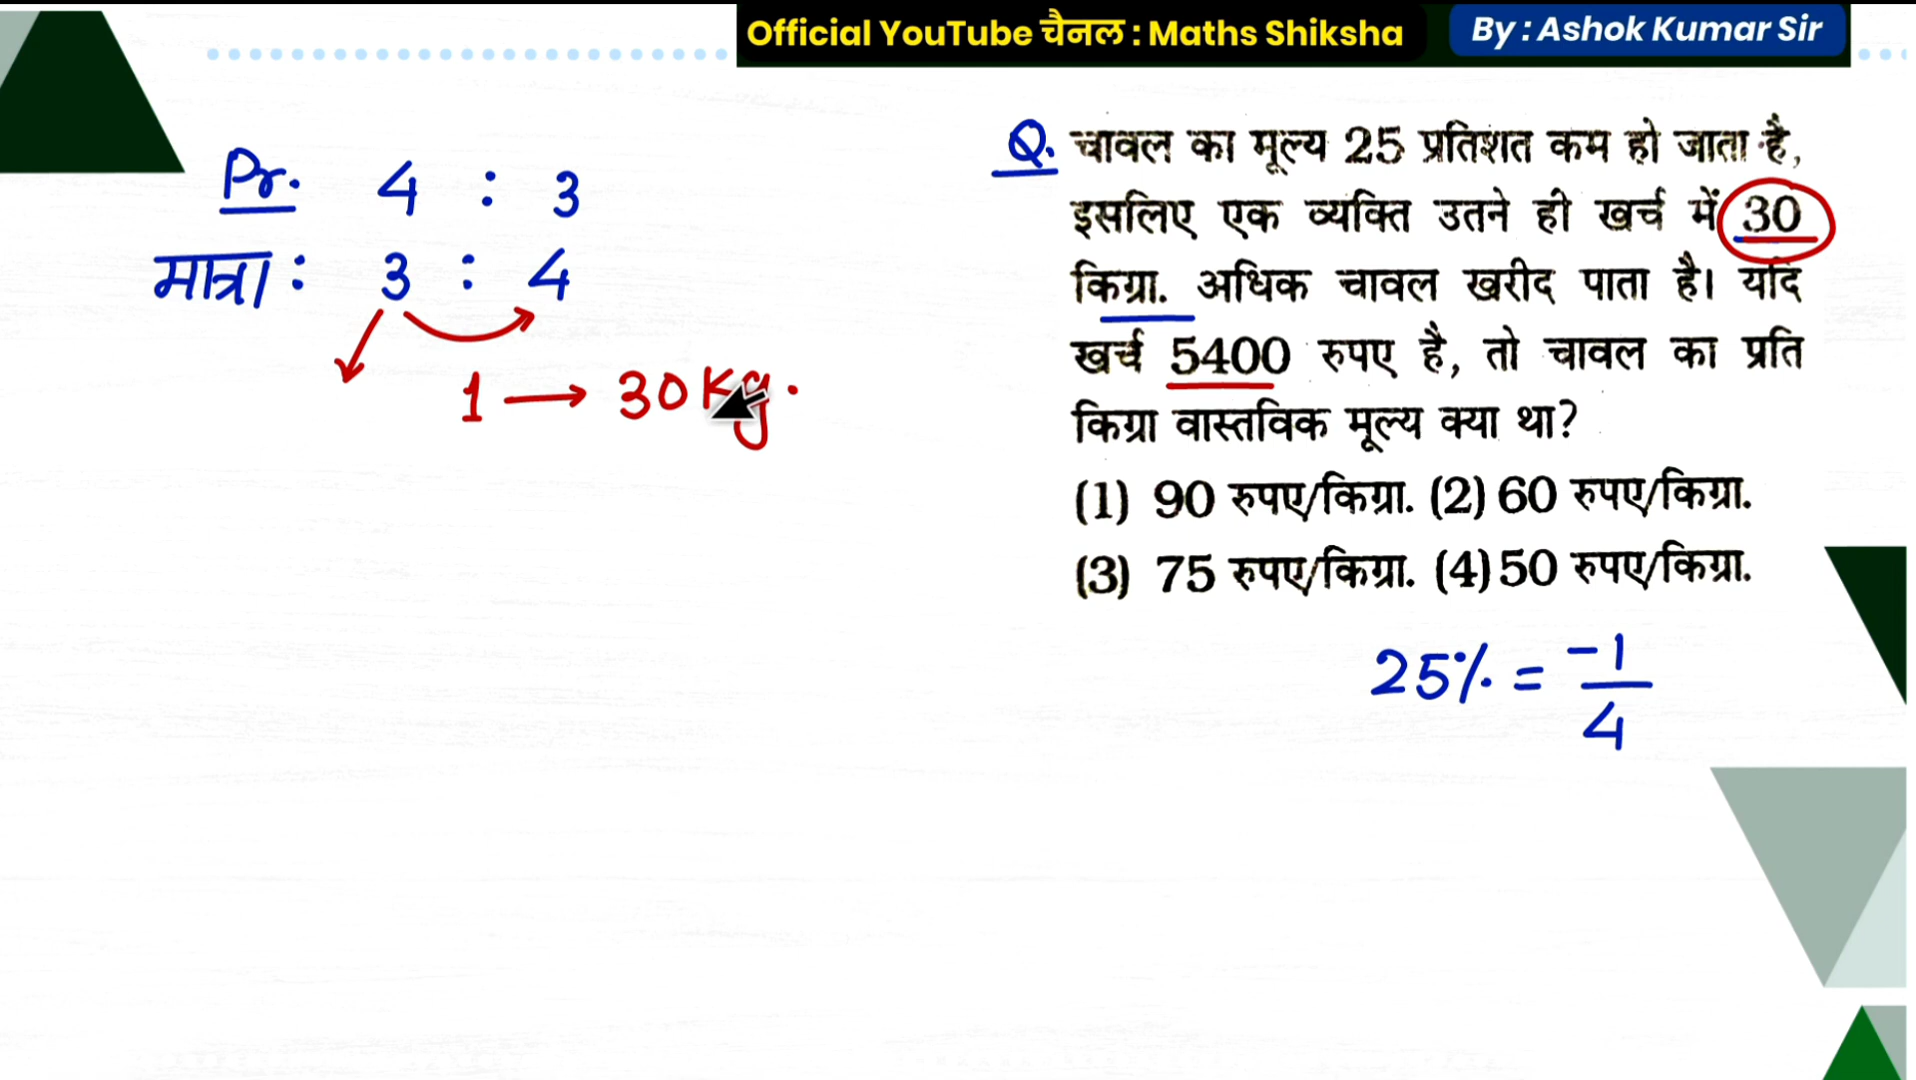 Official YouTube चैनल : Maths Shiksha
By : Ashok Kumar Sir
Pr. 4 : 3
मात्रा : 3 : 4
1 → 30 Kg.
Q. चावल का मूल्य 25 प्रतिशत कम हो जाता है,
इसलिए एक व्यक्ति उतने ही खर्च में 30
किग्रा. अधिक चावल खरीद पाता है। यदि
खर्च 5400 रुपए है, तो चावल का प्रति
किग्रा वास्तविक मूल्य क्या था?
(1) 90 रुपए/किग्रा. (2) 60 रुपए/किग्रा.
(3) 75 रुपए/किग्रा. (4) 50 रुपए/किग्रा.
25% = -1/4